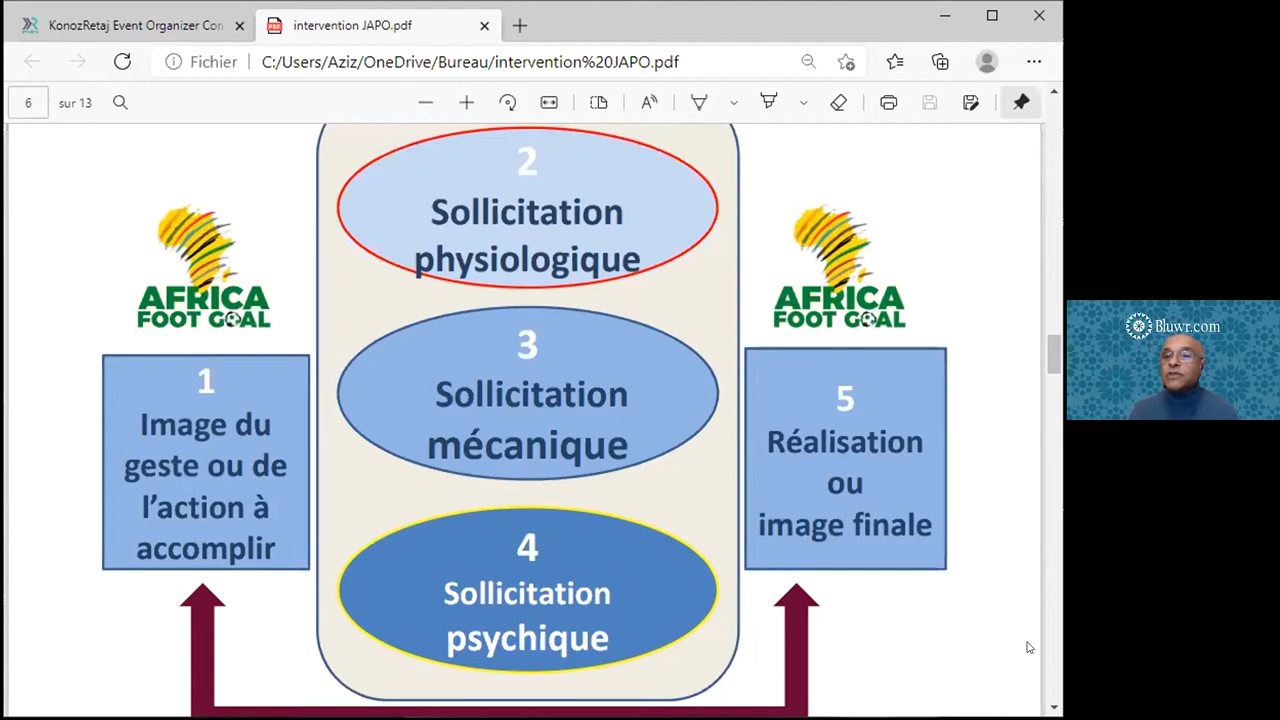 KonozRetaj Event Organizer Con
intervention JAPO.pdf
Fichier
C:/Users/Aziz/OneDrive/Bureau/intervention%20JAPO.pdf
6 sur 13
2
Sollicitation
physiologique
AFRICA
FOOT GOAL
AFRICA
FOOT GOAL
3
Sollicitation
mécanique
1
Image du
geste ou de
l’action à
accomplir
5
Réalisation
ou
image finale
4
Sollicitation
psychique
Bluwr.com